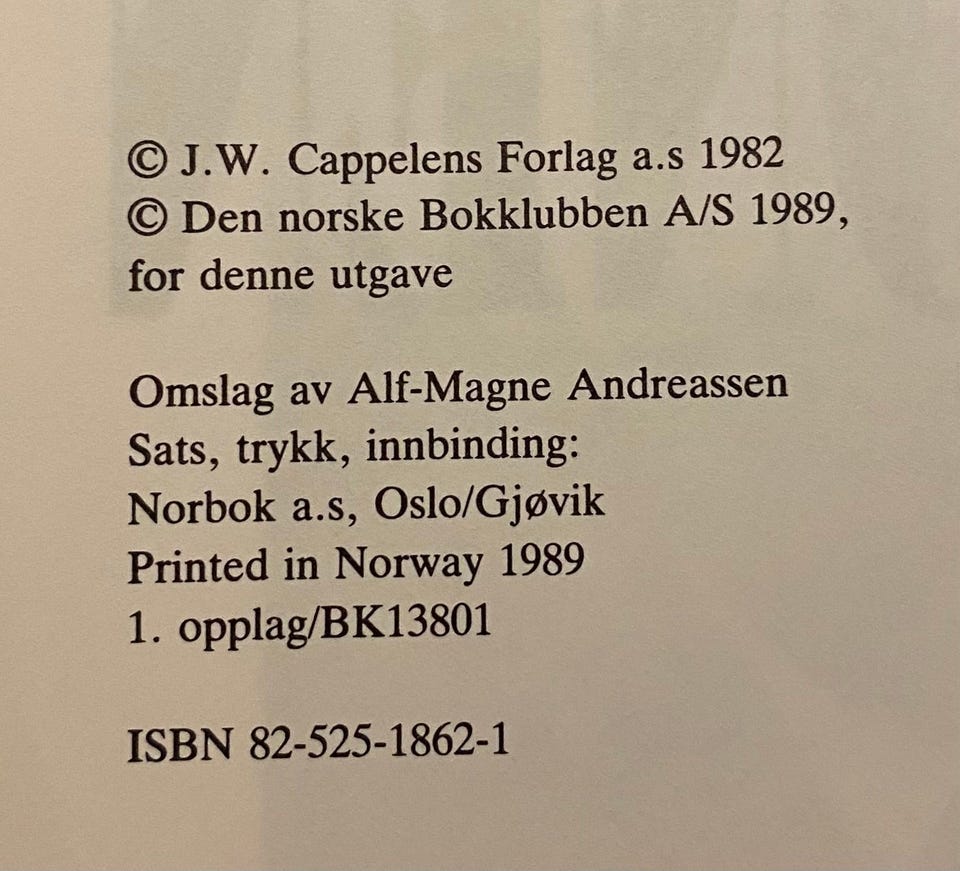 © J.W. Cappelens Forlag a.s 1982
© Den norske Bokklubben A/S 1989,
for denne utgave
Omslag av Alf-Magne Andreassen
Sats, trykk, innbinding:
Norbok a.s, Oslo/Gjøvik
Printed in Norway 1989
1. opplag/BK13801
ISBN 82-525-1862-1